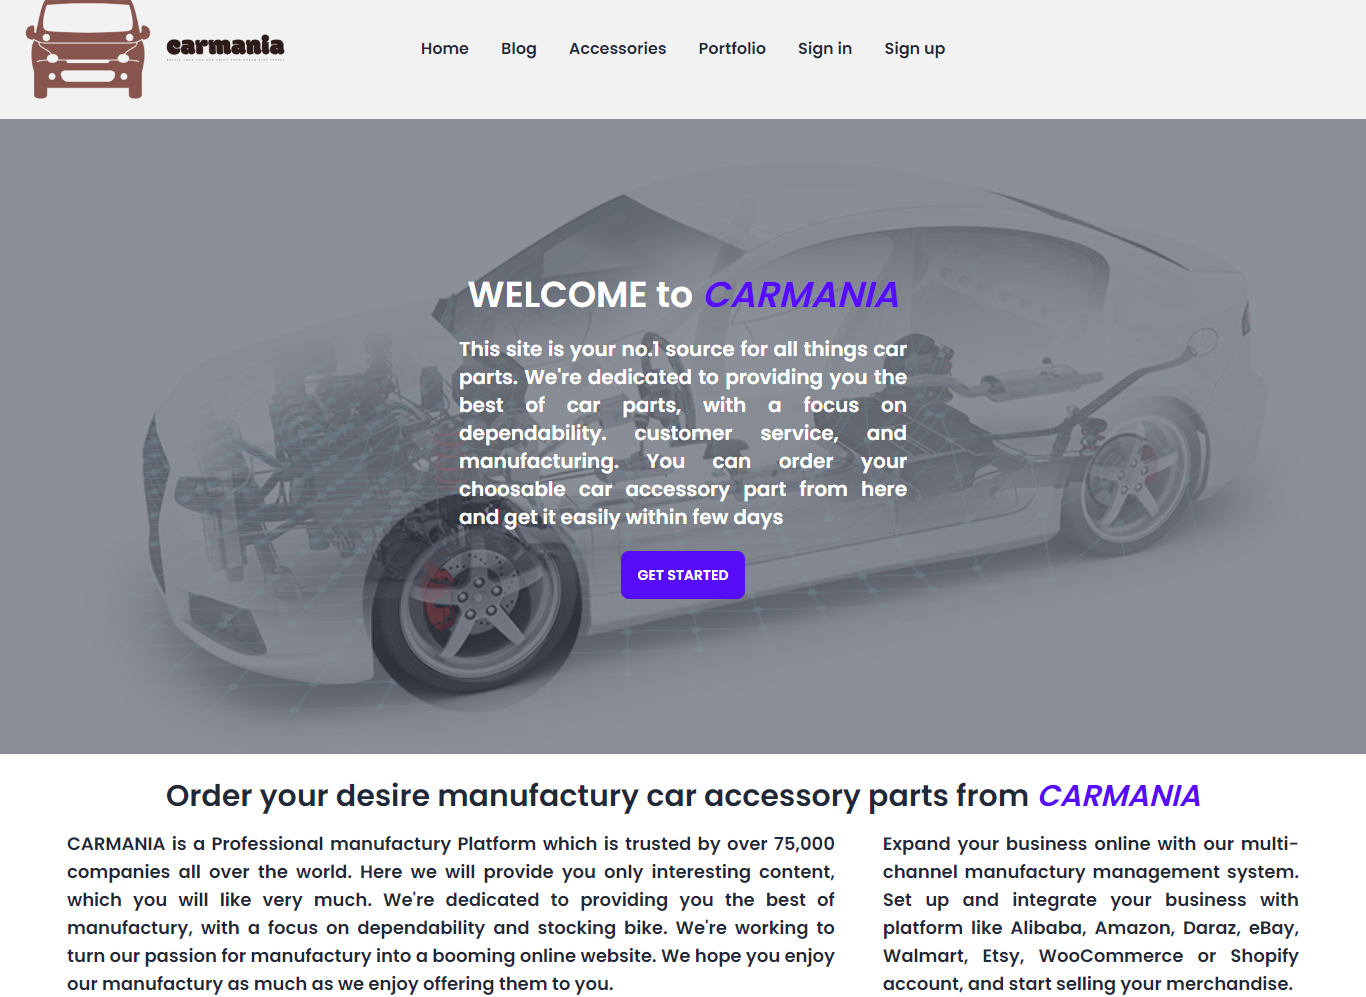 carmania
Home Blog Accessories Portfolio Sign in Sign up
WELCOME to CARMANIA
This site is your no.1 source for all things car
parts. We're dedicated to providing you the
best of car parts, with a focus on
dependability. customer service, and
manufacturing. You can order your
choosable car accessory part from here
and get it easily within few days
GET STARTED
Order your desire manufactury car accessory parts from CARMANIA
CARMANIA is a Professional manufactury Platform which is trusted by over 75,000
companies all over the world. Here we will provide you only interesting content,
which you will like very much. We're dedicated to providing you the best of
manufactury, with a focus on dependability and stocking bike. We're working to
turn our passion for manufactury into a booming online website. We hope you enjoy
our manufactury as much as we enjoy offering them to you.
Expand your business online with our multi-
channel manufactury management system.
Set up and integrate your business with
platform like Alibaba, Amazon, Daraz, eBay,
Walmart, Etsy, WooCommerce or Shopify
account, and start selling your merchandise.